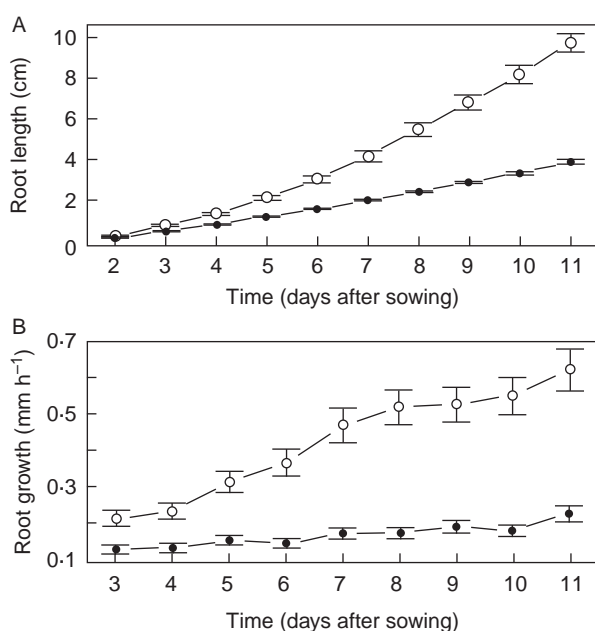 A
Root length (cm)
10
8
6
4
2
0
2 3 4 5 6 7 8 9 10 11
Time (days after sowing)
B
Root growth (mm h⁻¹)
0·7
0·5
0·3
0·1
3 4 5 6 7 8 9 10 11
Time (days after sowing)